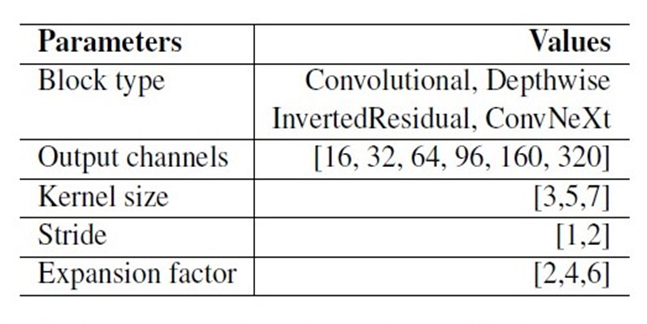 Parameters Values
Block type Convolutional, Depthwise
InvertedResidual, ConvNeXt
Output channels [16, 32, 64, 96, 160, 320]
Kernel size [3,5,7]
Stride [1,2]
Expansion factor [2,4,6]